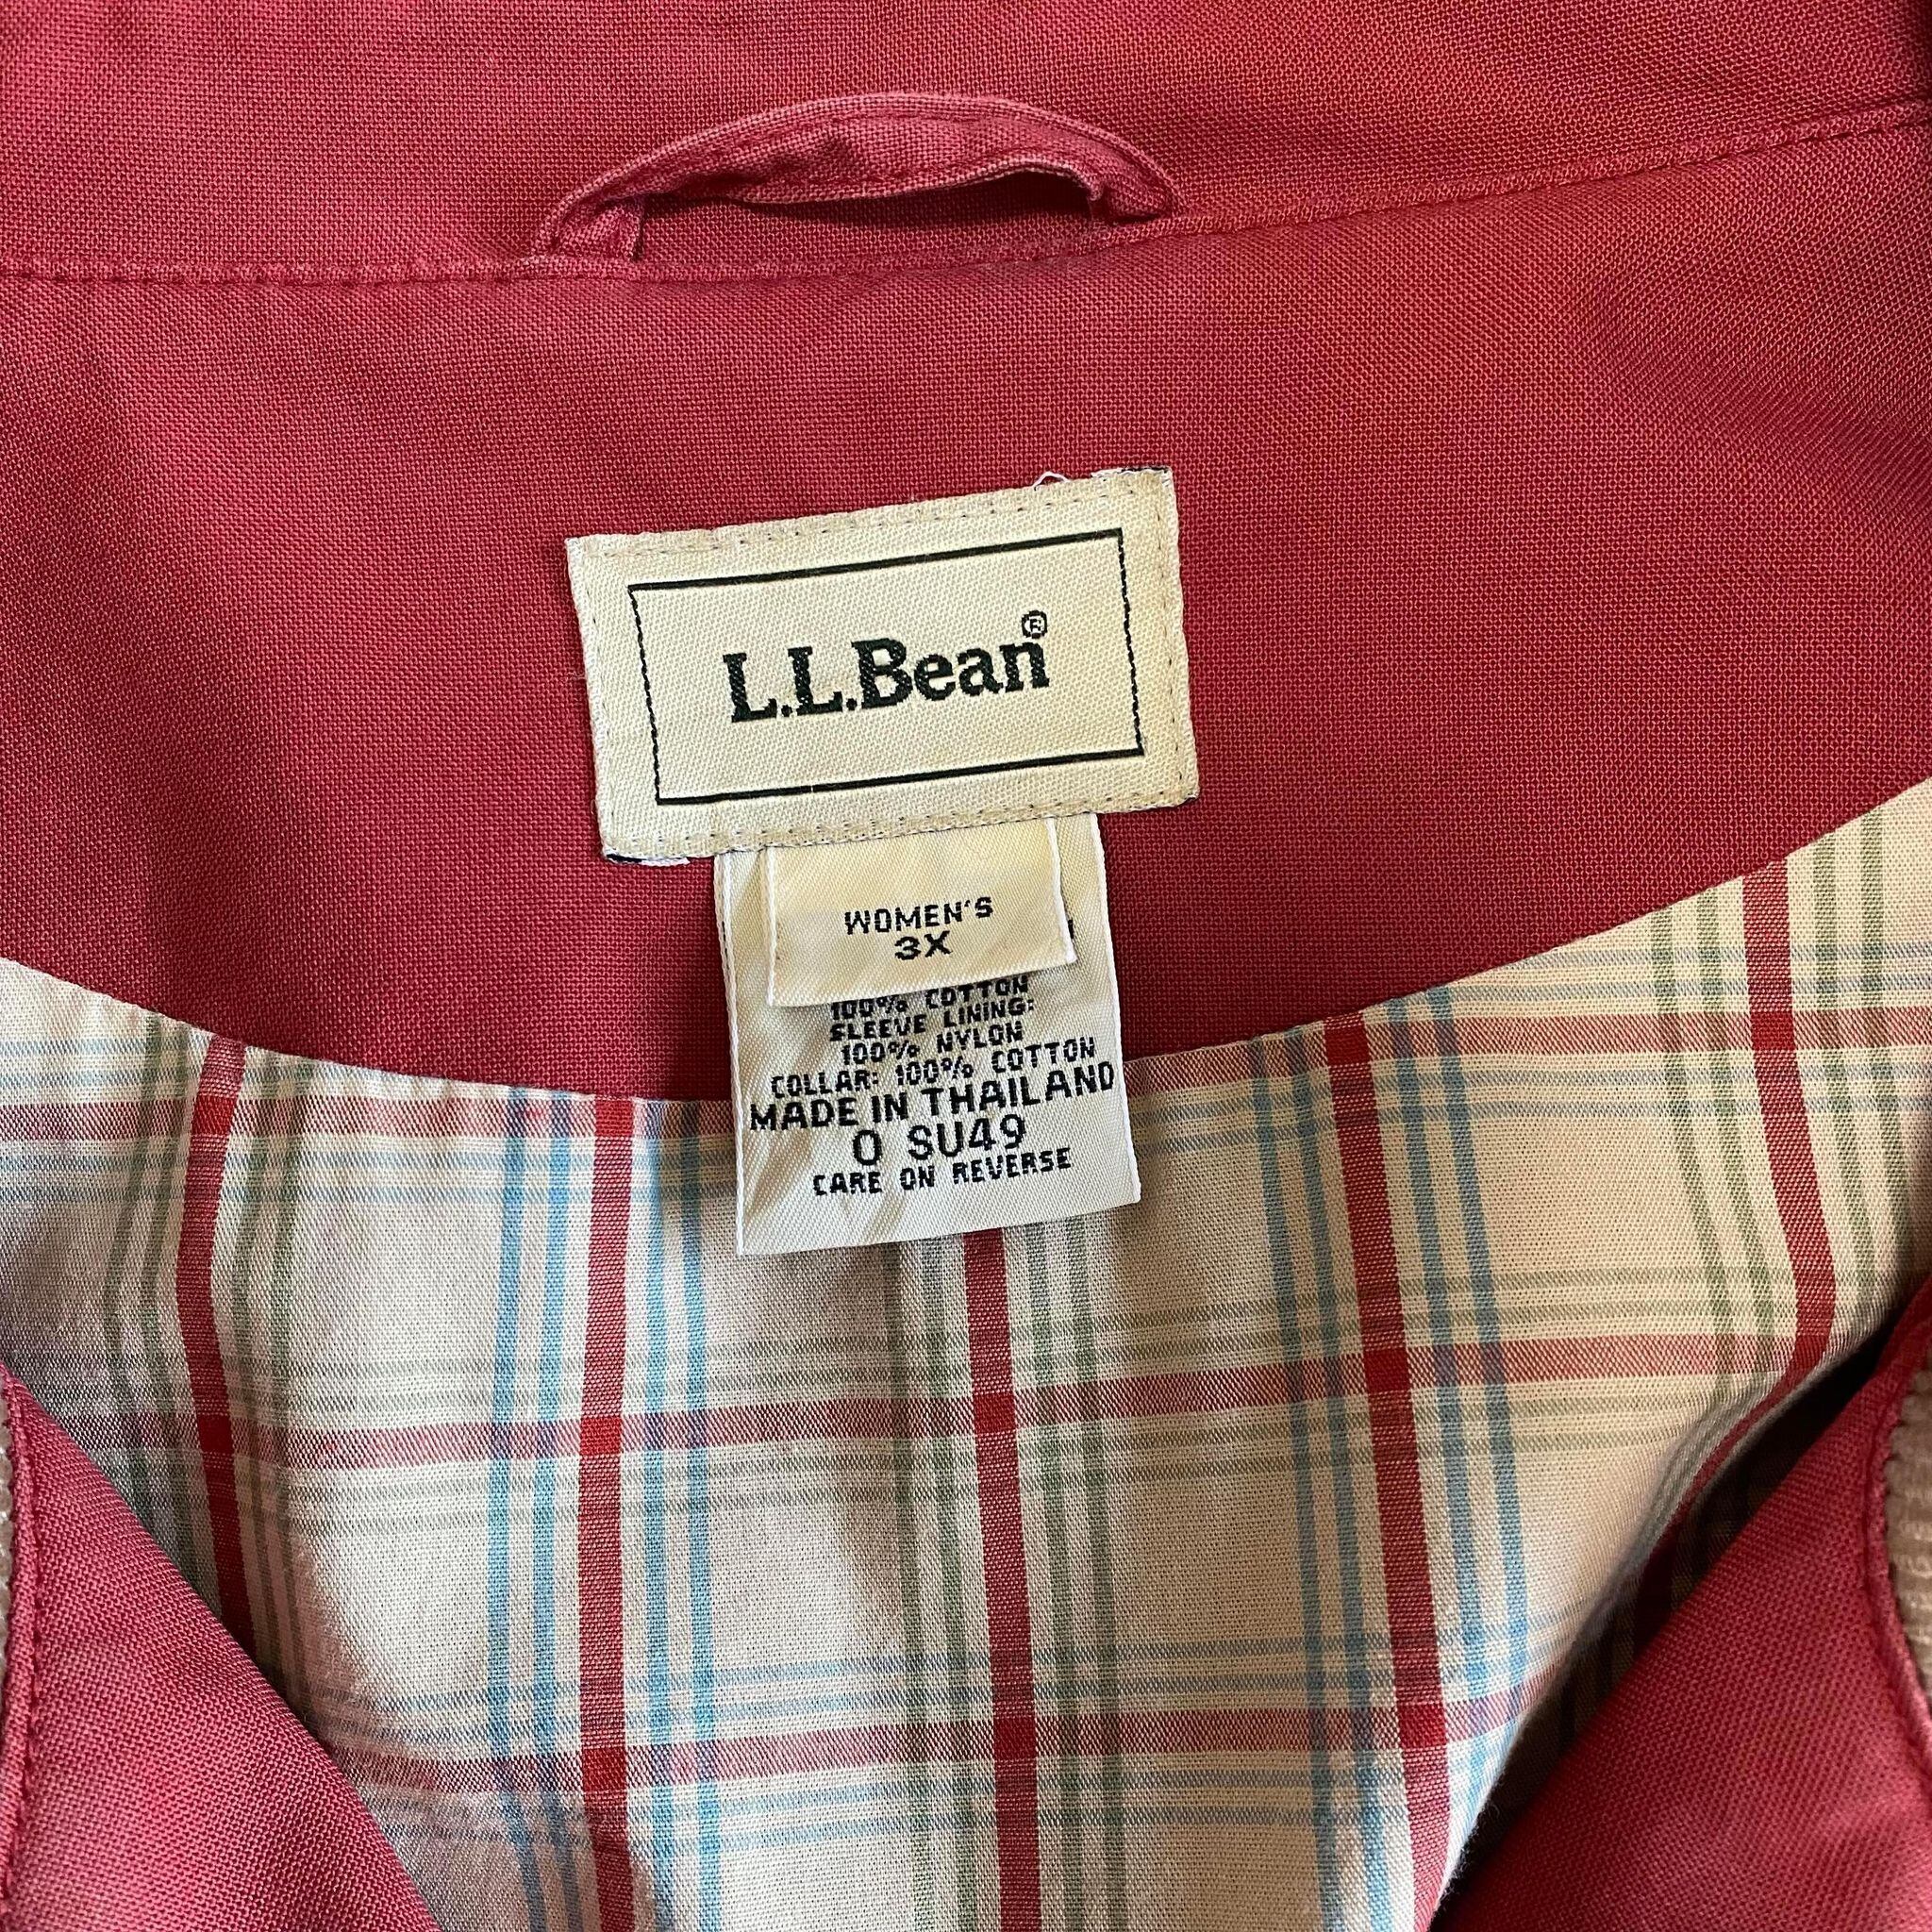 L.L.Bean®
WOMEN'S
3X
100% COTTON
SLEEVE LINING:
100% NYLON
COLLAR: 100% COTTON
MADE IN THAILAND
0 SU49
CARE ON REVERSE